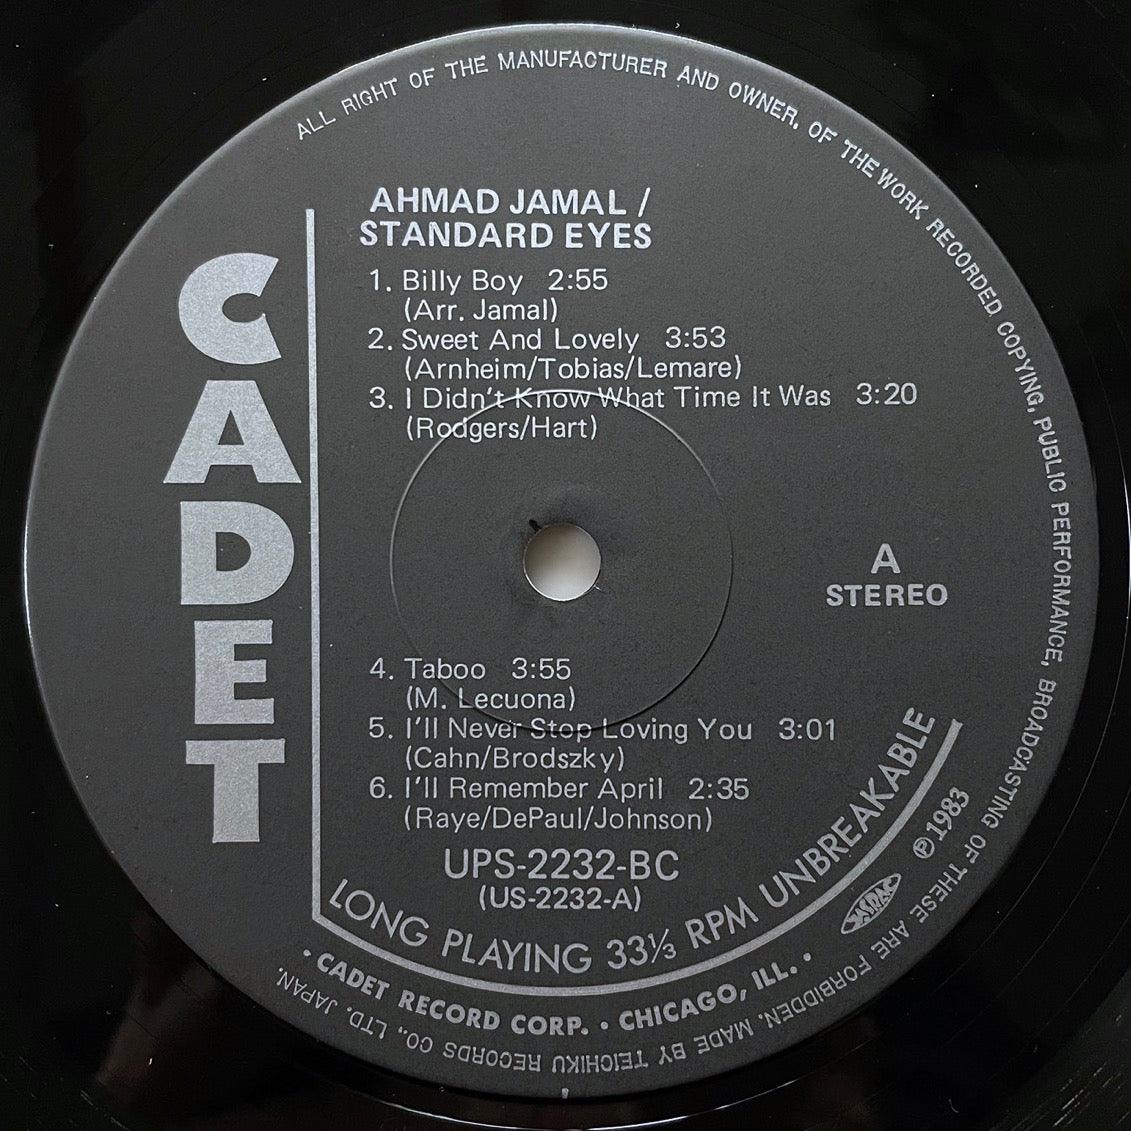 ALL RIGHT OF THE MANUFACTURER AND OWNER. OF THE WORK RECORDED COPYING, PUBLIC PERFORMANCE, BROADCASTING OF THESE ARE FORBIDDEN. MADE BY TEICHIKU RECORDS CO., LTD. JAPAN.
CADET
AHMAD JAMAL /
STANDARD EYES
1. Billy Boy 2:55
(Arr. Jamal)
2. Sweet And Lovely 3:53
(Arnheim/Tobias/Lemare)
3. I Didn't Know What Time It Was 3:20
(Rodgers/Hart)
A
STEREO
4. Taboo 3:55
(M. Lecuona)
5. I'll Never Stop Loving You 3:01
(Cahn/Brodszky)
6. I'll Remember April 2:35
(Raye/DePaul/Johnson)
UPS-2232-BC
(US-2232-A)
LONG PLAYING 33⅓ RPM UNBREAKABLE
℗1983
JASRAC
• CADET RECORD CORP. • CHICAGO, ILL. •